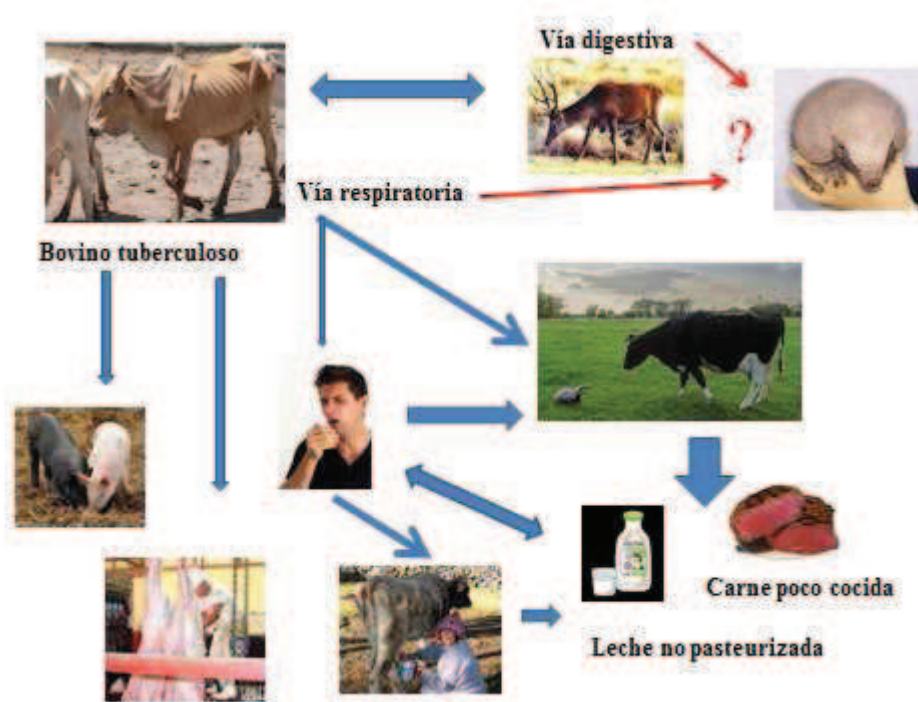 Vía digestiva
?
Vía respiratoria
Bovino tuberculoso
Carne poco cocida
Leche no pasteurizada